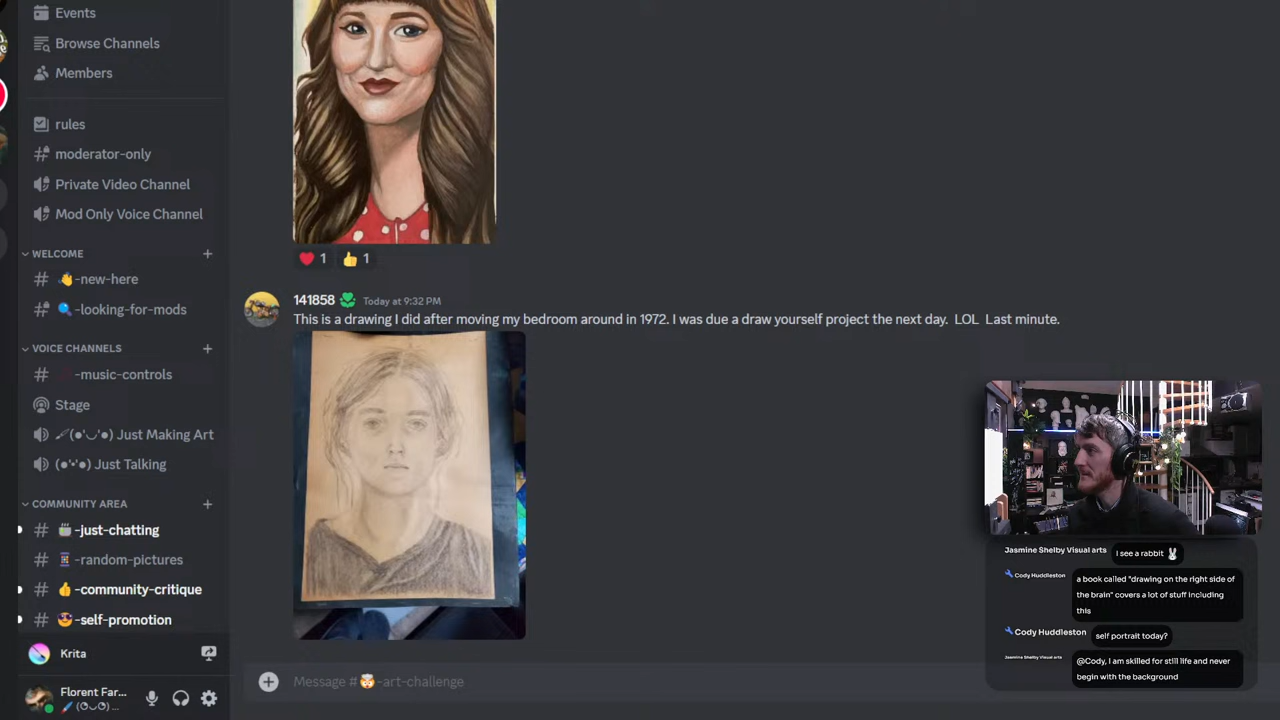 Events
Browse Channels
Members
rules
moderator-only
Private Video Channel
Mod Only Voice Channel
WELCOME
-new-here
-looking-for-mods
VOICE CHANNELS
-music-controls
Stage
Just Making Art
Just Talking
COMMUNITY AREA
-just-chatting
-random-pictures
-community-critique
-self-promotion
Krita
Florent Far...
❤️ 1 👍 1
141858 Today at 9:32 PM
This is a drawing I did after moving my bedroom around in 1972. I was due a draw yourself project the next day. LOL Last minute.
Message #🤯-art-challenge
Jasmine Shelby Visual arts I see a rabbit 🐰
Cody Huddleston a book called "drawing on the right side of
the brain" covers a lot of stuff including
this
Cody Huddleston self portrait today?
Jasmine Shelby Visual arts @Cody, I am skilled for still life and never
begin with the background